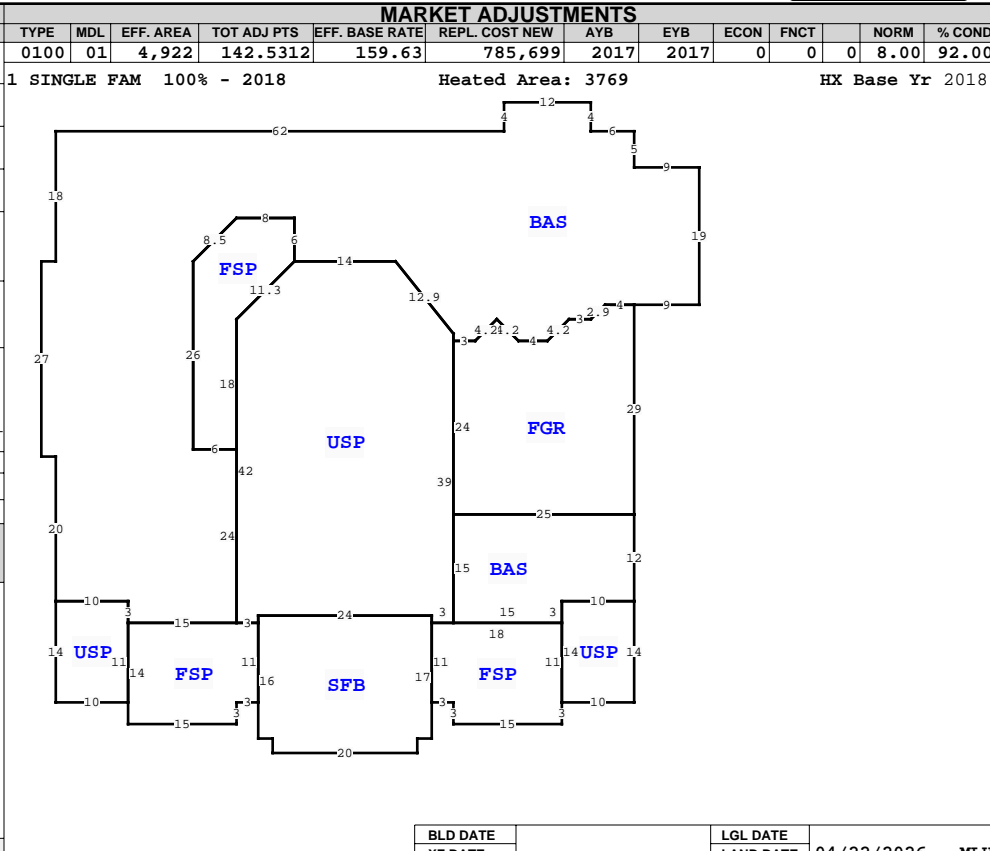 MARKET ADJUSTMENTS
TYPE MDL EFF. AREA TOT ADJ PTS EFF. BASE RATE REPL. COST NEW AYB EYB ECON FNCT NORM % COND
0100 01 4,922 142.5312 159.63 785,699 2017 2017 0 0 0 8.00 92.00
1 SINGLE FAM 100% - 2018 Heated Area: 3769 HX Base Yr 2018
12
4 4
62 6
5
9
18
8
BAS
8.5 6 19
FSP 14
11.3 12.9
4 9
3 2.9
4.2 4.2 4.2
3 4
27 26
18
29
24 FGR
USP
6
42
39
25
20 24
12
15 BAS
10 10
3 24 3 15 3
15 3
18
14 USP 11 11 11 11 14 USP 14
14 FSP 16 SFB 17 FSP
10 3 3 10
3 3 3
15 15
20
BLD DATE LGL DATE